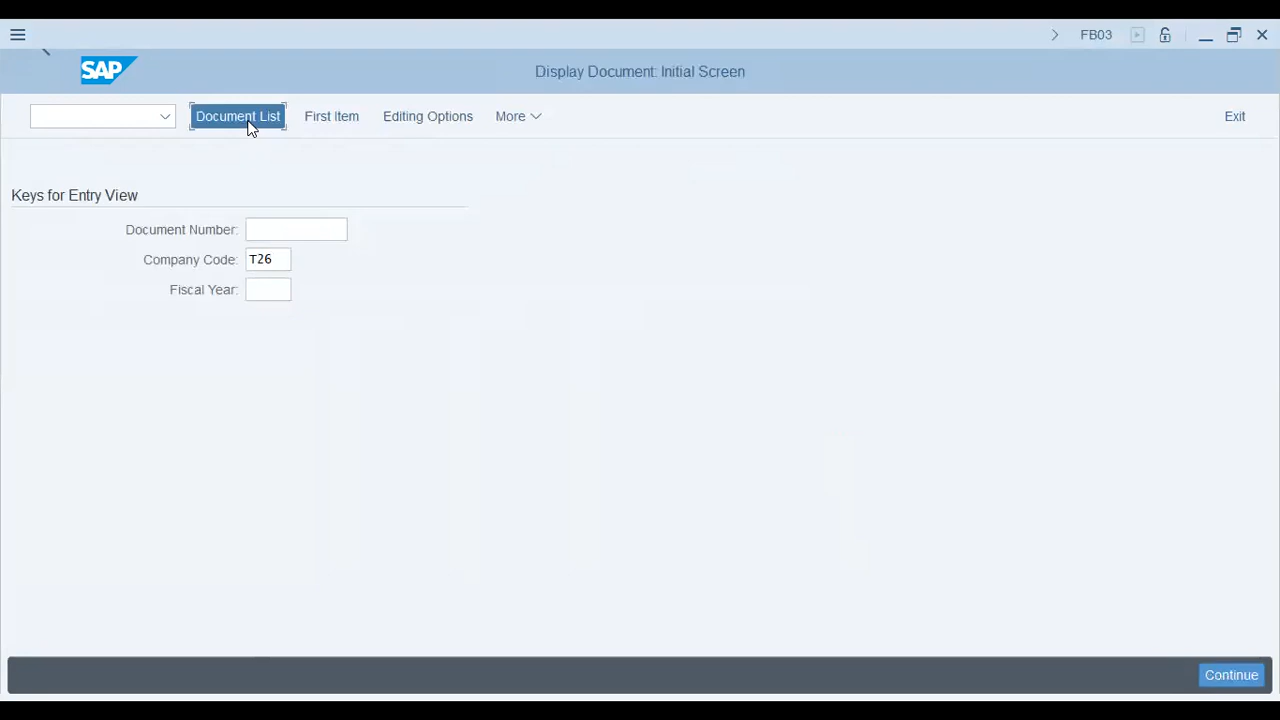 FB03
SAP
Display Document: Initial Screen
Document List First Item Editing Options More Exit
Keys for Entry View
Document Number:
Company Code: T26
Fiscal Year:
Continue